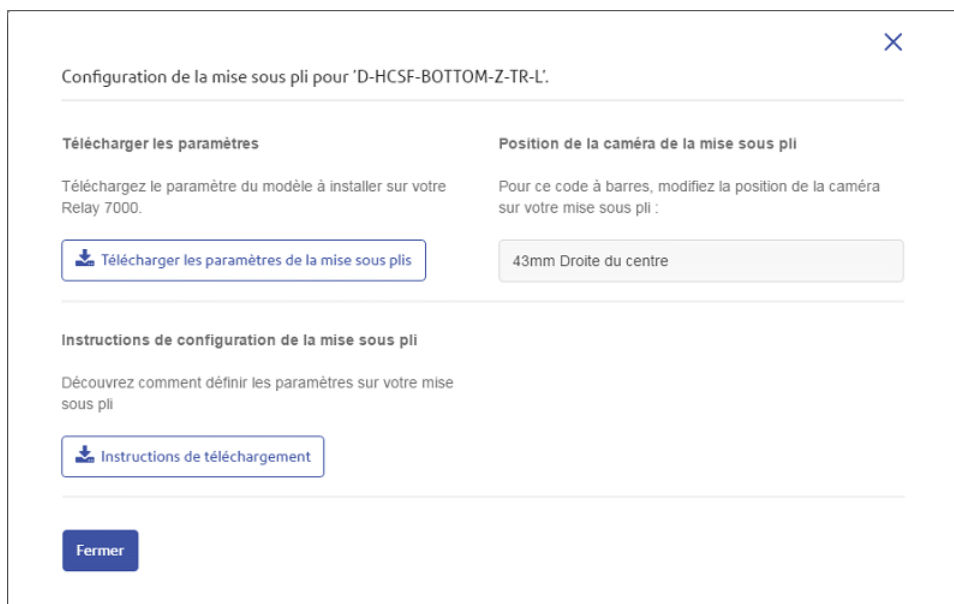 Configuration de la mise sous pli pour 'D-HCSF-BOTTOM-Z-TR-L'.
Télécharger les paramètres
Téléchargez le paramètre du modèle à installer sur votre
Relay 7000.
Télécharger les paramètres de la mise sous plis
Position de la caméra de la mise sous pli
Pour ce code à barres, modifiez la position de la caméra
sur votre mise sous pli :
43mm Droite du centre
Instructions de configuration de la mise sous pli
Découvrez comment définir les paramètres sur votre mise
sous pli
Instructions de téléchargement
Fermer